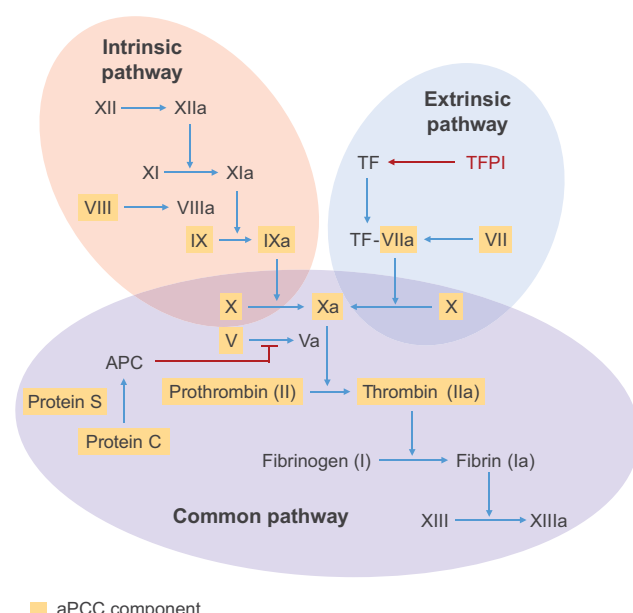 Intrinsic
pathway
Extrinsic
pathway
XII XIIa
TF TFPI
XI XIa
VIII VIIIa
IX IXa
TF-VIIa VII
X Xa X
V Va
APC
Prothrombin (II) Thrombin (IIa)
Protein S
Protein C
Fibrinogen (I) Fibrin (Ia)
Common pathway
XIII XIIIa
aPCC component